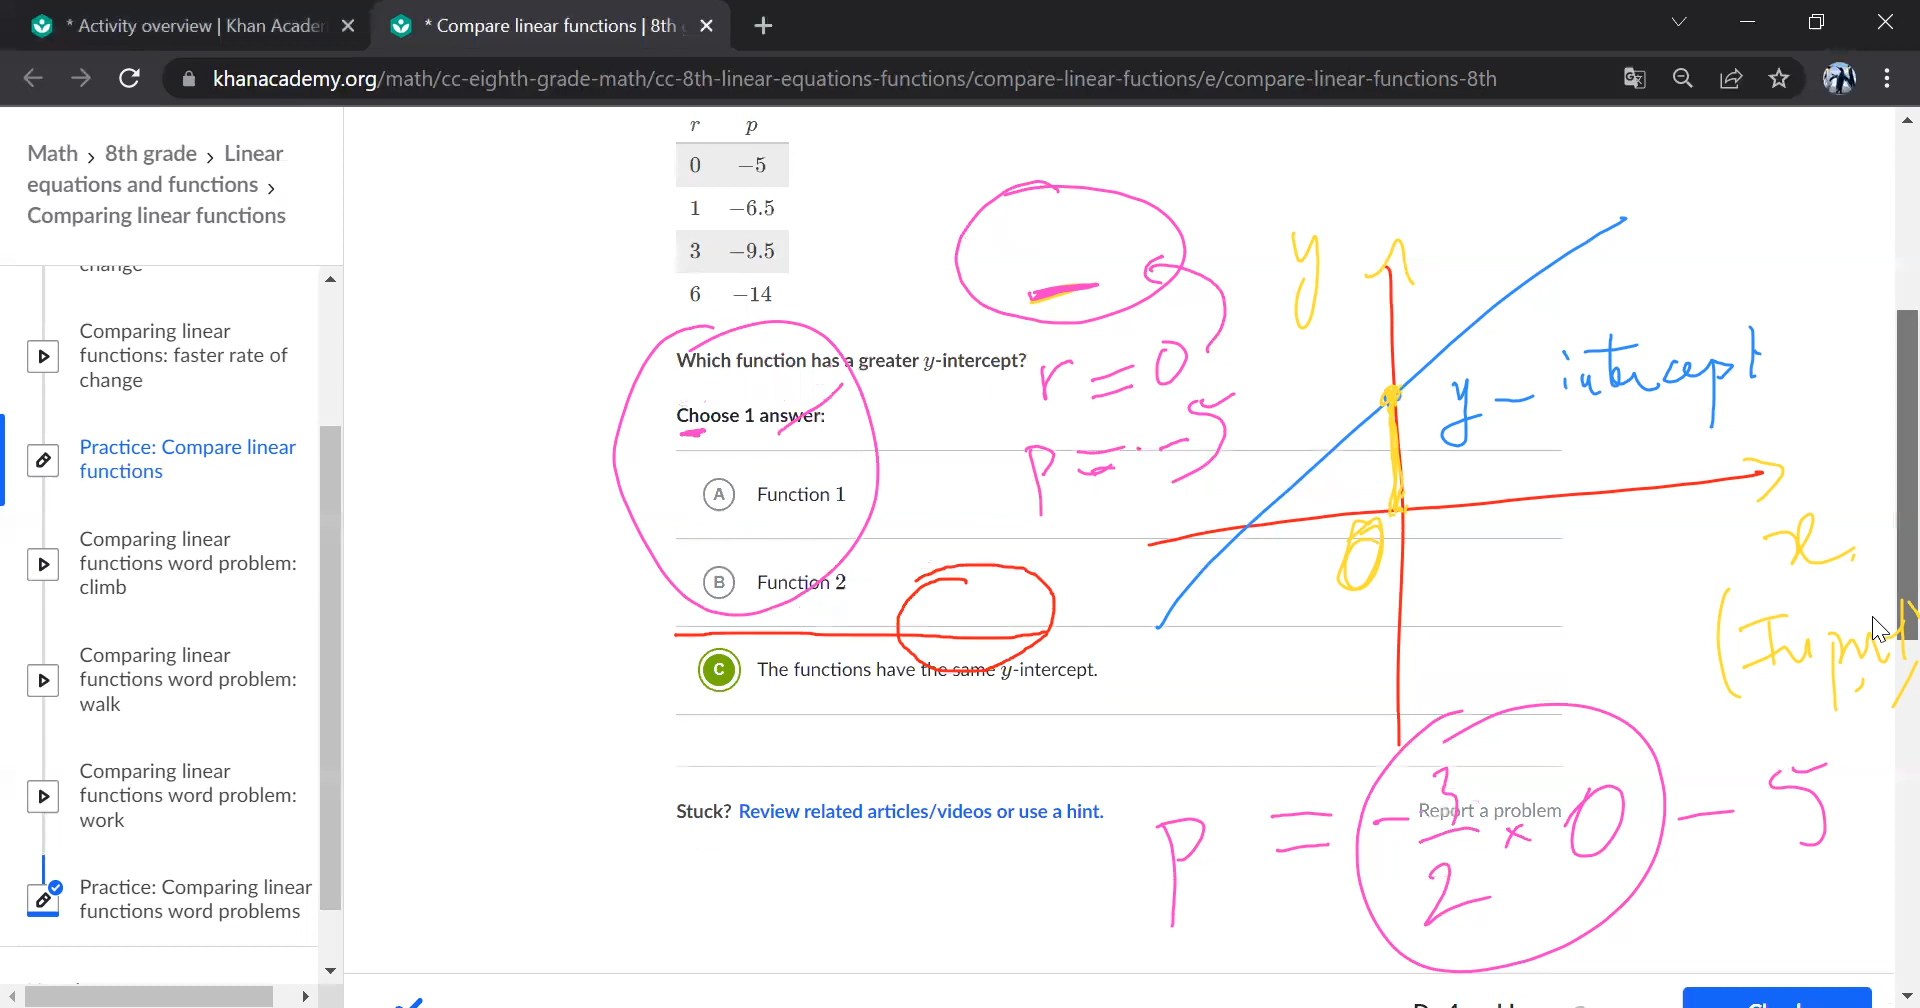 * Activity overview | Khan Acader
* Compare linear functions | 8th
khanacademy.org/math/cc-eighth-grade-math/cc-8th-linear-equations-functions/compare-linear-fuctions/e/compare-linear-functions-8th
Math > 8th grade > Linear
equations and functions >
Comparing linear functions
change
Comparing linear
functions: faster rate of
change
Practice: Compare linear
functions
Comparing linear
functions word problem:
climb
Comparing linear
functions word problem:
walk
Comparing linear
functions word problem:
work
Practice: Comparing linear
functions word problems
r p
0 −5
1 −6.5
3 −9.5
6 −14
Which function has a greater y-intercept?
Choose 1 answer:
A Function 1
B Function 2
C The functions have the same y-intercept.
Stuck? Review related articles/videos or use a hint.
Report a problem
r = 0
p = -5
y
y - intercept
0
x
(Input)
p = -3/2 × 0 - 5